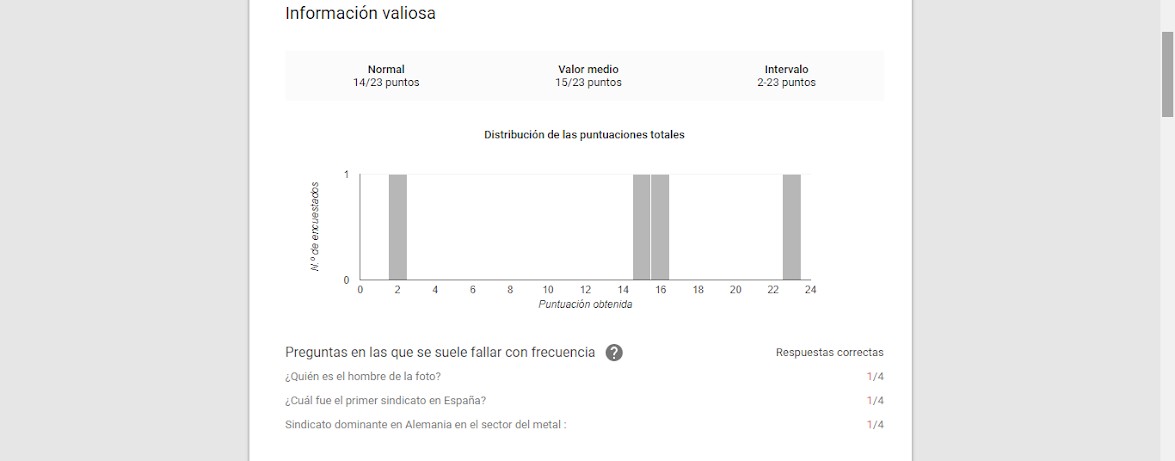 Información valiosa
Normal Valor medio Intervalo
14/23 puntos 15/23 puntos 2-23 puntos
Distribución de las puntuaciones totales
1
N.º de encuestados
0
0 2 4 6 8 10 12 14 16 18 20 22 24
Puntuación obtenida
Preguntas en las que se suele fallar con frecuencia ? Respuestas correctas
¿Quién es el hombre de la foto? 1/4
¿Cuál fue el primer sindicato en España? 1/4
Sindicato dominante en Alemania en el sector del metal : 1/4